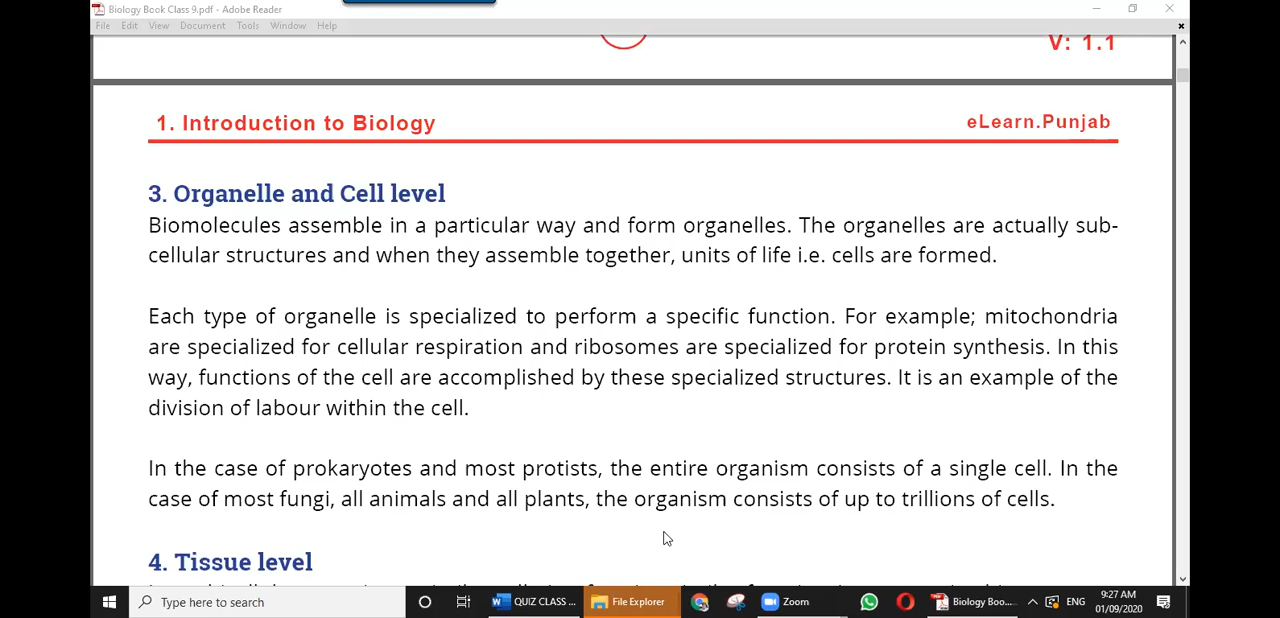 Biology Book Class 9.pdf - Adobe Reader
File Edit View Document Tools Window Help
V: 1.1
1. Introduction to Biology
eLearn.Punjab
3. Organelle and Cell level
Biomolecules assemble in a particular way and form organelles. The organelles are actually sub-
cellular structures and when they assemble together, units of life i.e. cells are formed.
Each type of organelle is specialized to perform a specific function. For example; mitochondria
are specialized for cellular respiration and ribosomes are specialized for protein synthesis. In this
way, functions of the cell are accomplished by these specialized structures. It is an example of the
division of labour within the cell.
In the case of prokaryotes and most protists, the entire organism consists of a single cell. In the
case of most fungi, all animals and all plants, the organism consists of up to trillions of cells.
4. Tissue level
Type here to search
QUIZ CLASS ...
File Explorer
Zoom
Biology Boo...
ENG
9:27 AM
01/09/2020